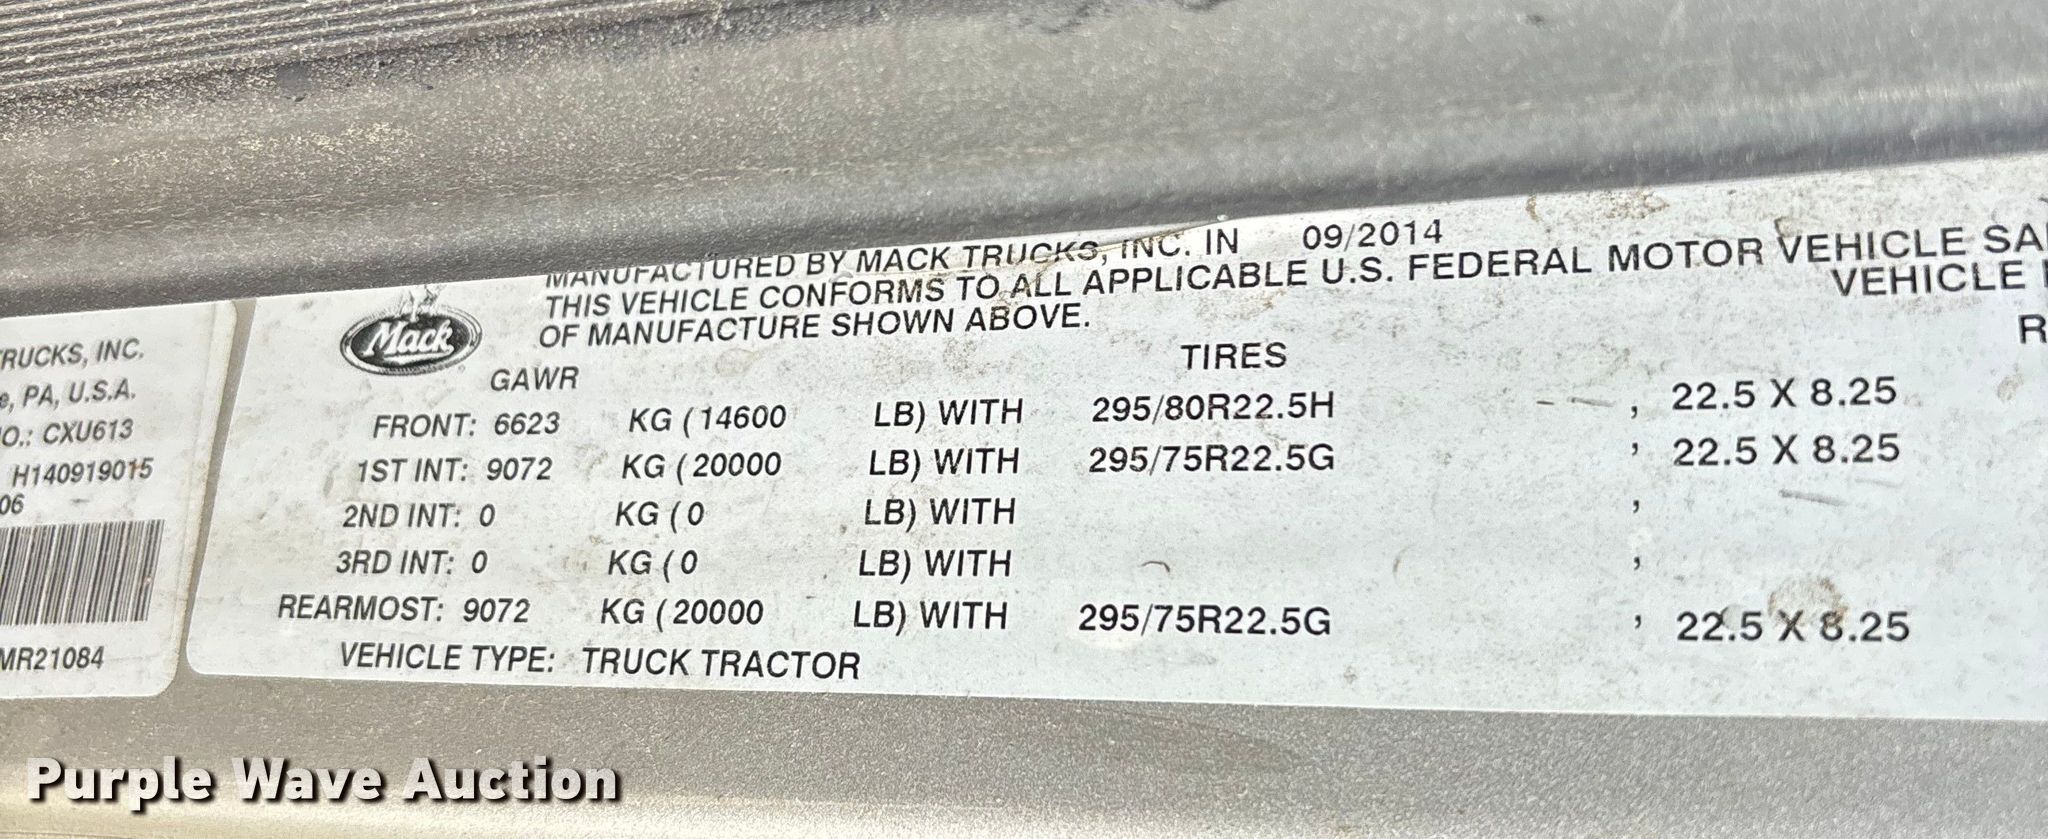 RUCKS, INC.
PA, U.S.A.
O.: CXU613
H140919015
06
MR21084
Mack
MANUFACTURED BY MACK TRUCKS, INC. IN 09/2014
THIS VEHICLE CONFORMS TO ALL APPLICABLE U.S. FEDERAL MOTOR VEHICLE SA
VEHICLE
OF MANUFACTURE SHOWN ABOVE.
R
GAWR TIRES
FRONT: 6623 KG (14600 LB) WITH 295/80R22.5H , 22.5 X 8.25
1ST INT: 9072 KG (20000 LB) WITH 295/75R22.5G , 22.5 X 8.25
2ND INT: 0 KG (0 LB) WITH ,
3RD INT: 0 KG (0 LB) WITH ,
REARMOST: 9072 KG (20000 LB) WITH 295/75R22.5G , 22.5 X 8.25
VEHICLE TYPE: TRUCK TRACTOR
Purple Wave Auction